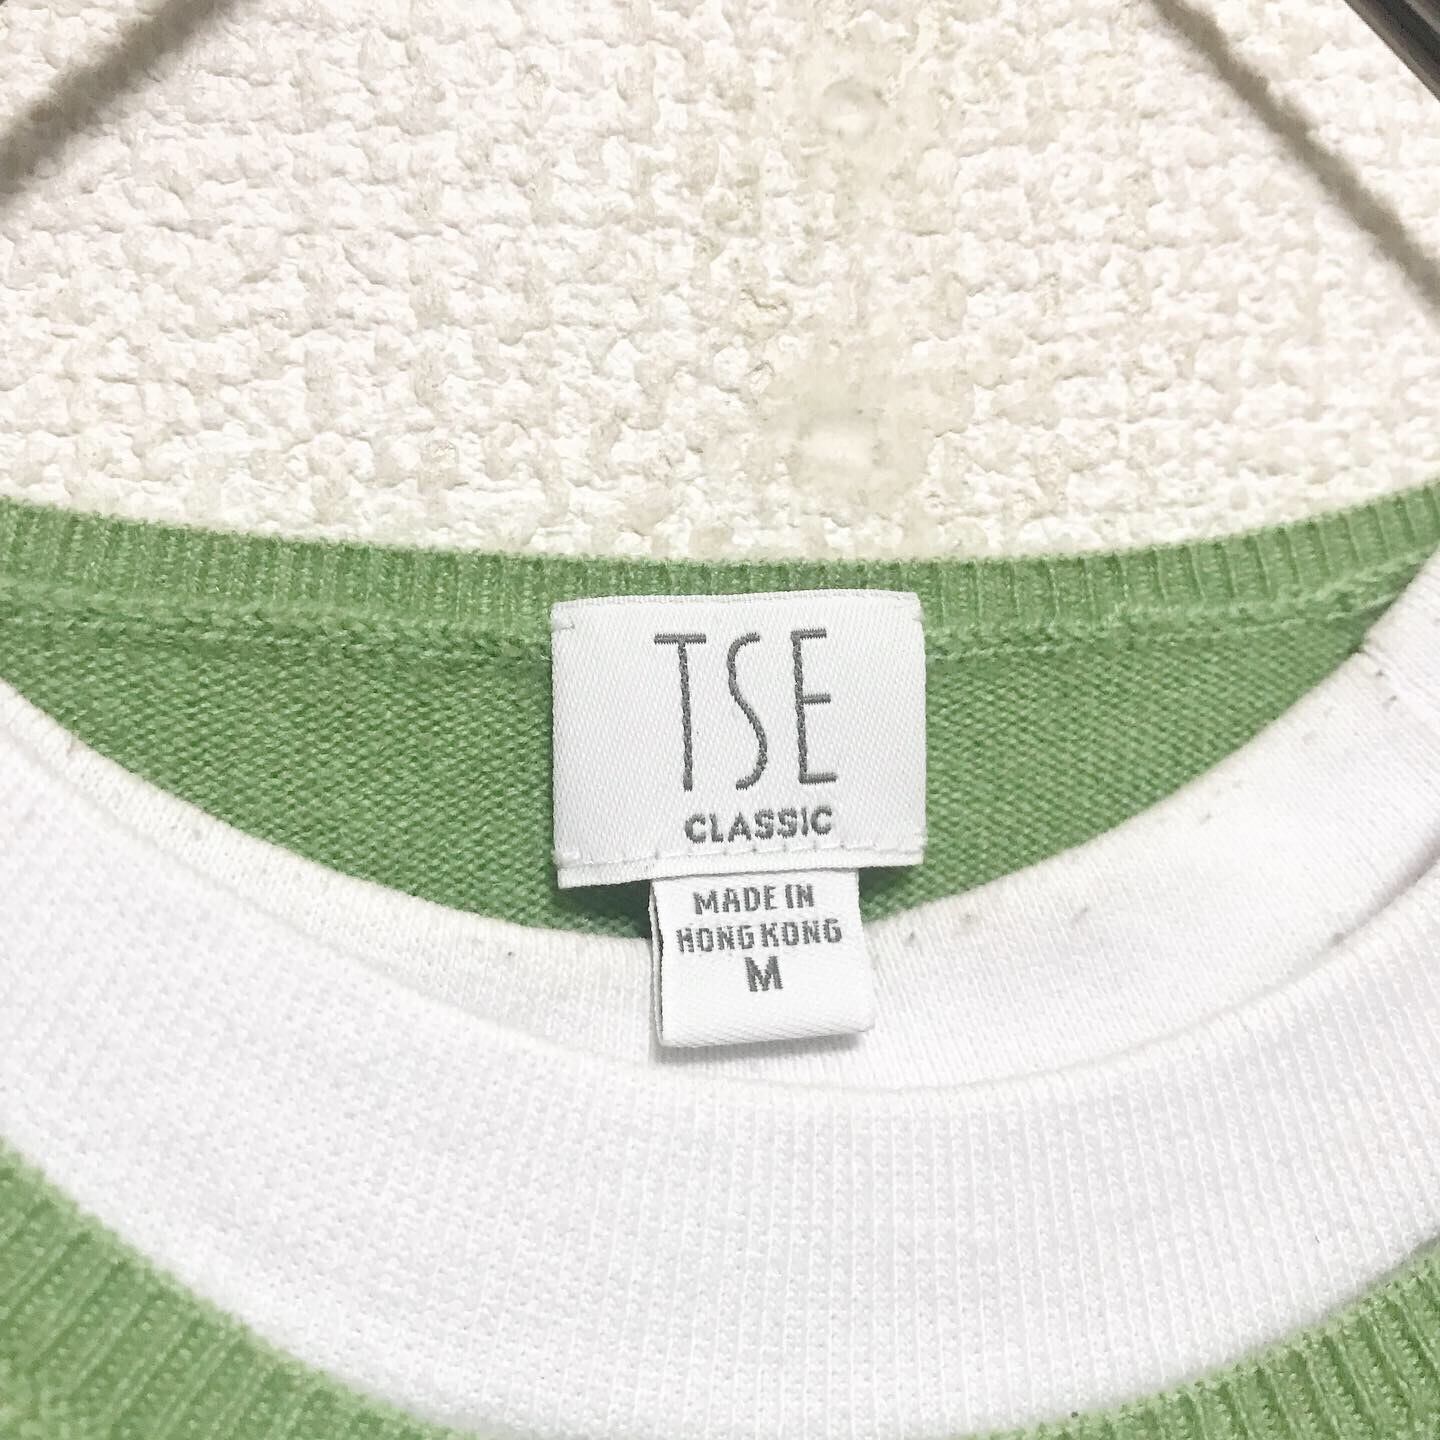 TSE
CLASSIC
MADE IN
HONG KONG
M